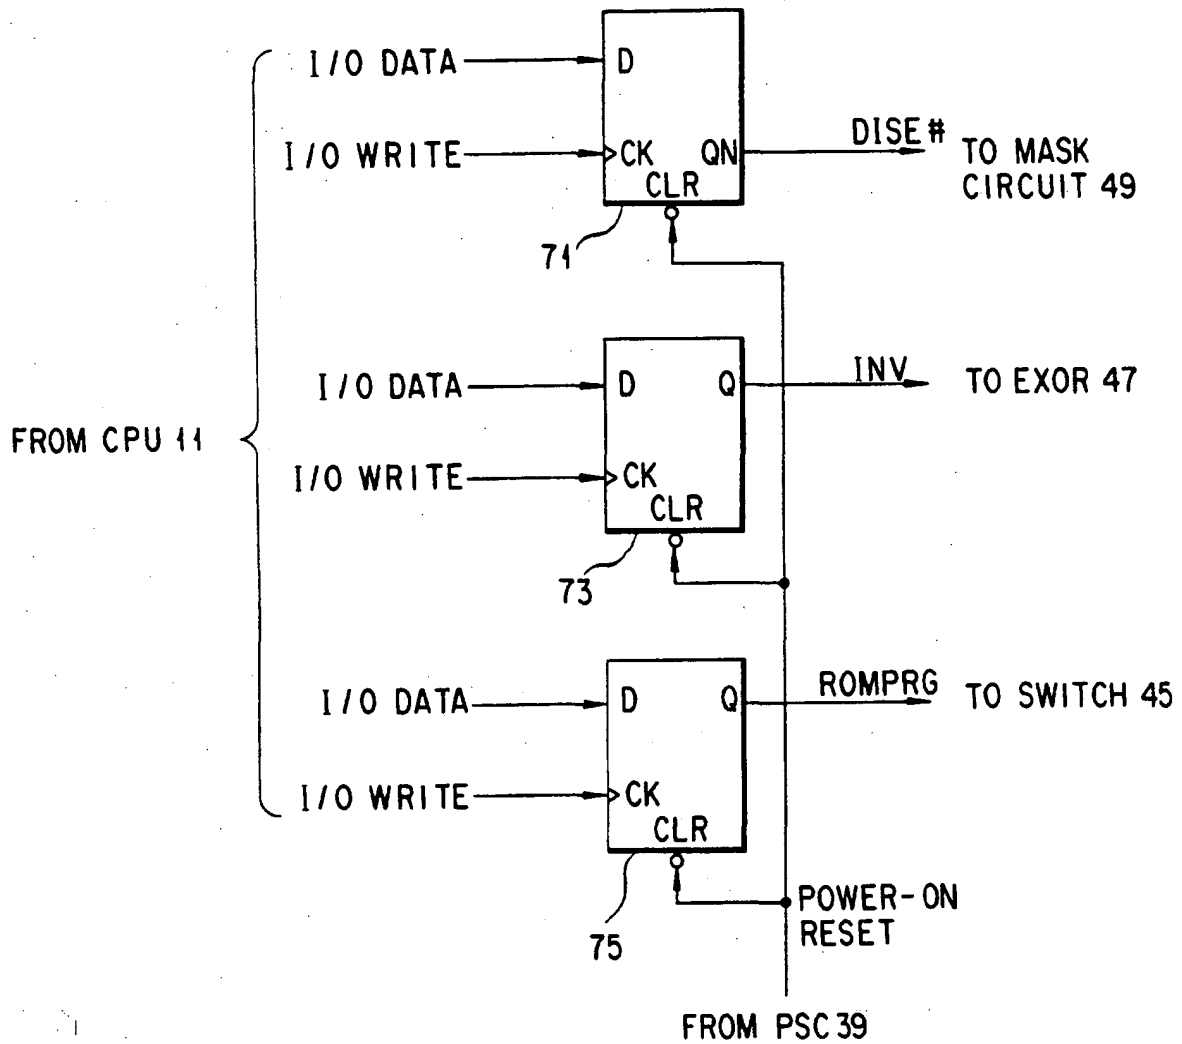 I/O DATA
D
I/O WRITE
CK
QN
CLR
DISE#
TO MASK
CIRCUIT 49
71
I/O DATA
D
Q
INV
TO EXOR 47
FROM CPU 11
I/O WRITE
CK
CLR
73
I/O DATA
D
Q
ROMPRG
TO SWITCH 45
I/O WRITE
CK
CLR
75
POWER-ON
RESET
FROM PSC 39